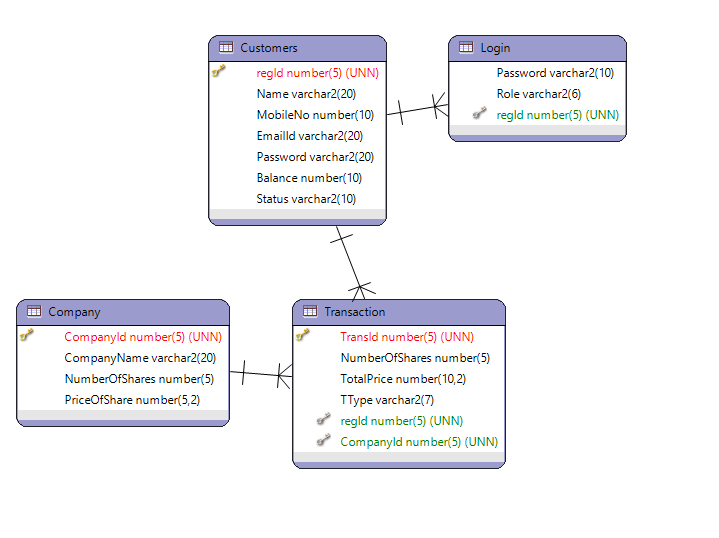 Customers
regId number(5) (UNN)
Name varchar2(20)
MobileNo number(10)
EmailId varchar2(20)
Password varchar2(20)
Balance number(10)
Status varchar2(10)
Login
Password varchar2(10)
Role varchar2(6)
regId number(5) (UNN)
Company
CompanyId number(5) (UNN)
CompanyName varchar2(20)
NumberOfShares number(5)
PriceOfShare number(5,2)
Transaction
TransId number(5) (UNN)
NumberOfShares number(5)
TotalPrice number(10,2)
TType varchar2(7)
regId number(5) (UNN)
CompanyId number(5) (UNN)